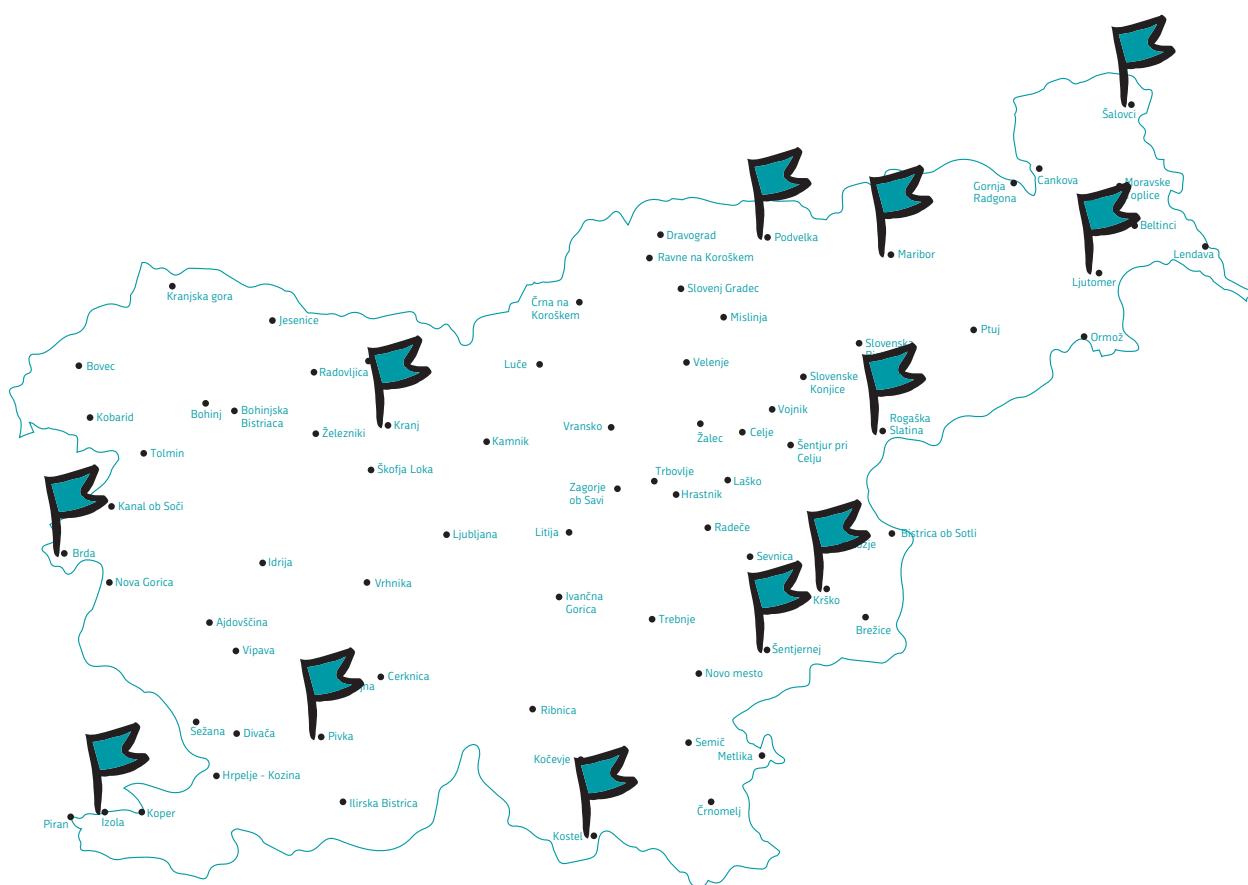 Šalovci
Cankova
Gornja
Radgona
Moravske
oplice
Beltinci
Lendava
Ljutomer
Dravograd
Podvelka
Maribor
Ravne na Koroškem
Kranjska gora
Slovenj Gradec
Črna na
Koroškem
Jesenice
Mislinja
Ptuj
Ormož
Slovenska
Bovec
Radovljica
Luče
Velenje
Slovenske
Konjice
Kobarid
Bohinj
Bohinjska
Bistriaca
Vojnik
Rogaška
Slatina
Kranj
Železniki
Vransko
Žalec
Celje
Kamnik
Šentjur pri
Celju
Tolmin
Škofja Loka
Trbovlje
Laško
Zagorje
ob Savi
Hrastnik
Kanal ob Soči
Ljubljana
Litija
Radeče
Bistrica ob Sotli
Brda
Sevnica
Idrija
Nova Gorica
Vrhnika
Ivančna
Gorica
Krško
Ajdovščina
Trebnje
Brežice
Vipava
Šentjernej
Cerknica
Novo mesto
Ribnica
Sežana
Divača
Pivka
Semič
Metlika
Kočevje
Hrpelje - Kozina
Ilirska Bistrica
Črnomelj
Piran
Izola
Koper
Kostel